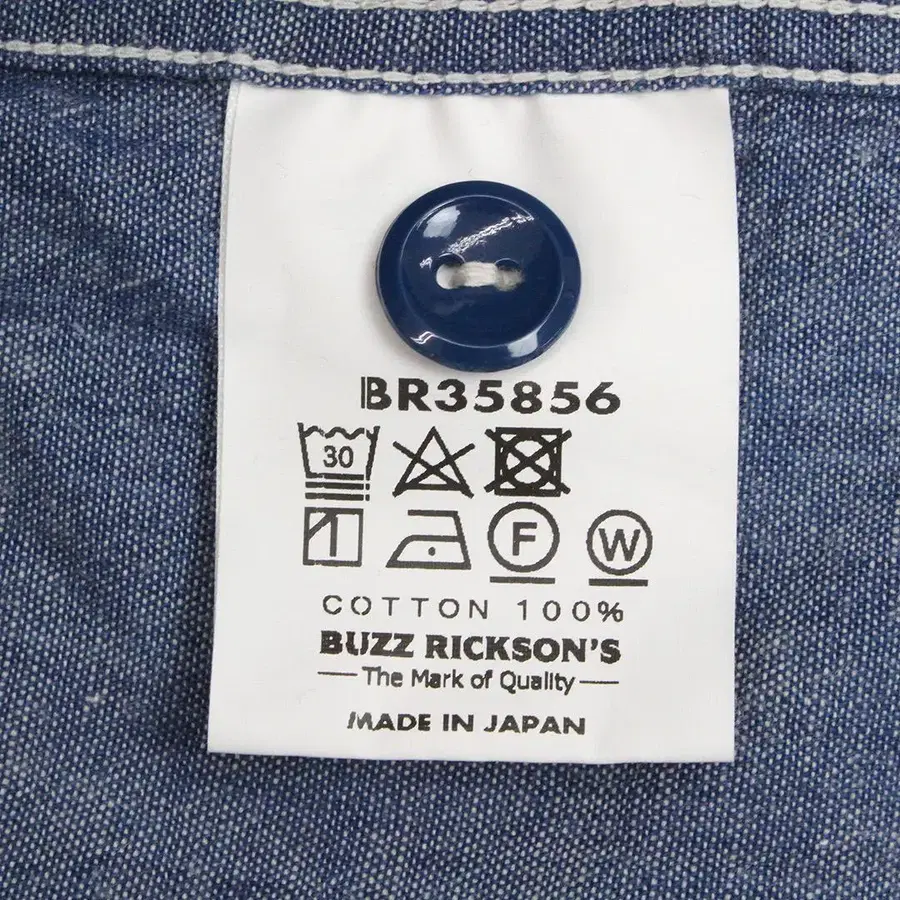 BR35856
30
F W
COTTON 100%
BUZZ RICKSON'S
The Mark of Quality
MADE IN JAPAN